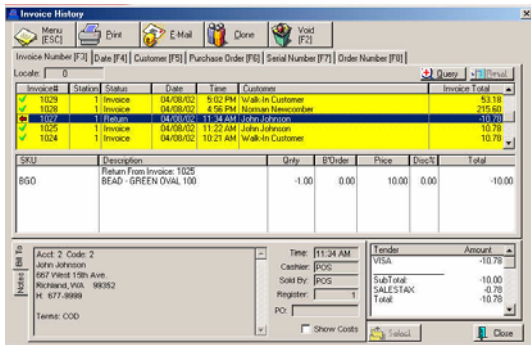 Invoice History
Menu [ESC] Print E-Mail Clone Void [F2]
Invoice Number [F3] Date [F4] Customer [F5] Purchase Order [F6] Serial Number [F7] Order Number [F8]
Locate: 0 Query
Invoice# Station Status Date Time Customer Invoice Total
1029 1 Invoice 04/08/02 5:02 PM Walk-In Customer 53.18
1028 1 Invoice 04/08/02 4:56 PM Norman Newcomber 215.60
1027 1 Return 04/08/02 11:34 AM John Johnson -10.78
1025 1 Invoice 04/08/02 11:22 AM John Johnson 10.78
1024 1 Invoice 04/08/02 10:21 AM Walk-In Customer 10.78
SKU Description Qnty B'Order Price Disc% Total
Return From Invoice: 1025
BGO BEAD - GREEN OVAL 100 -1.00 0.00 10.00 0.00 -10.00
Bill To
Notes
Acct: 2 Code: 2
John Johnson
667 West 15th Ave.
Richland, WA 99352
H: 677-9999
Terms: COD
Time: 11:34 AM
Cashier: POS
Sold By: POS
Register: 1
PO:
Show Costs
Tender Amount
VISA -10.78
SubTotal: -10.00
SALESTAX -0.78
Total: -10.78
Select Close